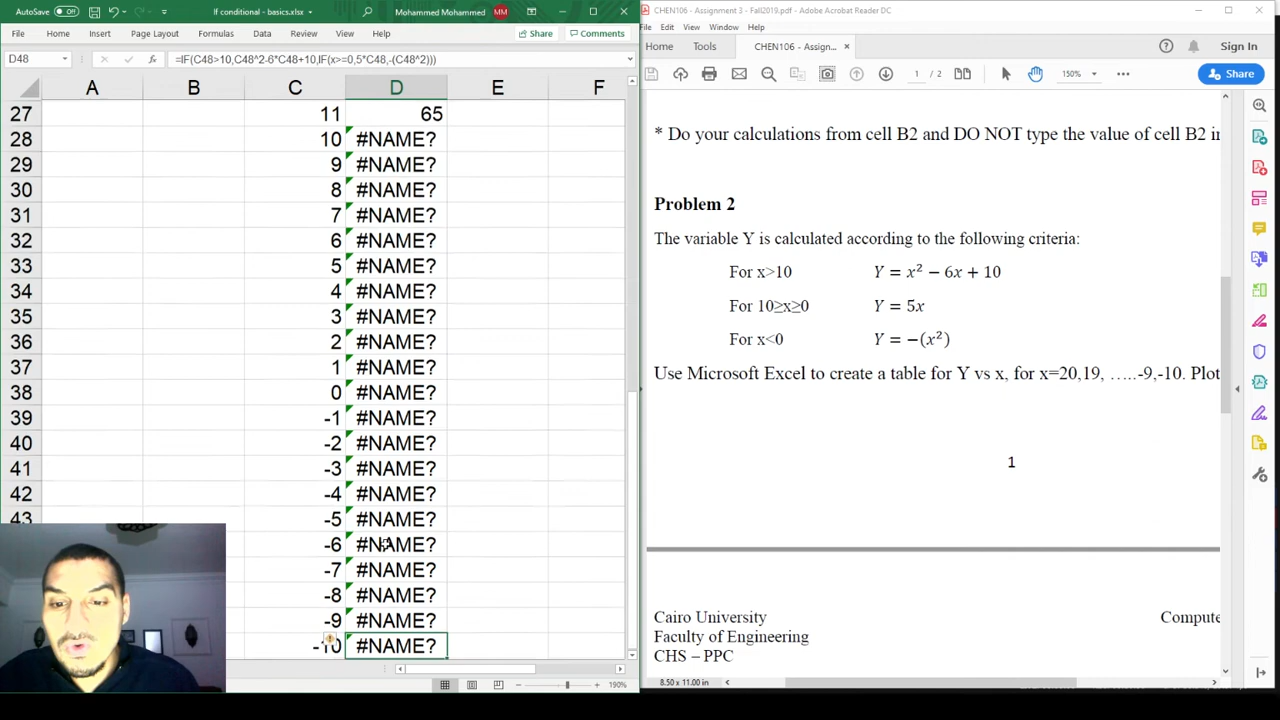 AutoSave Off
If conditional - basics.xlsx
Mohammed Mohammed MM
File Home Insert Page Layout Formulas Data Review View Help Share Comments
D48 fx =IF(C48>10,C48^2-6*C48+10,IF(x>=0,5*C48,-(C48^2)))
A B C D E F
27 11 65
28 10 #NAME?
29 9 #NAME?
30 8 #NAME?
31 7 #NAME?
32 6 #NAME?
33 5 #NAME?
34 4 #NAME?
35 3 #NAME?
36 2 #NAME?
37 1 #NAME?
38 0 #NAME?
39 -1 #NAME?
40 -2 #NAME?
41 -3 #NAME?
42 -4 #NAME?
43 -5 #NAME?
-6 #NAME?
-7 #NAME?
-8 #NAME?
-9 #NAME?
-10 #NAME?
190%
CHEN106 - Assignment 3 - Fall2019.pdf - Adobe Acrobat Reader DC
File Edit View Window Help
Home Tools CHEN106 - Assign... Sign In
1 / 2 150% Share
* Do your calculations from cell B2 and DO NOT type the value of cell B2 in
Problem 2
The variable Y is calculated according to the following criteria:
For x>10 Y = x² − 6x + 10
For 10≥x≥0 Y = 5x
For x<0 Y = −(x²)
Use Microsoft Excel to create a table for Y vs x, for x=20,19, …..-9,-10. Plot
1
Cairo University Compute
Faculty of Engineering
CHS – PPC
8.50 x 11.00 in